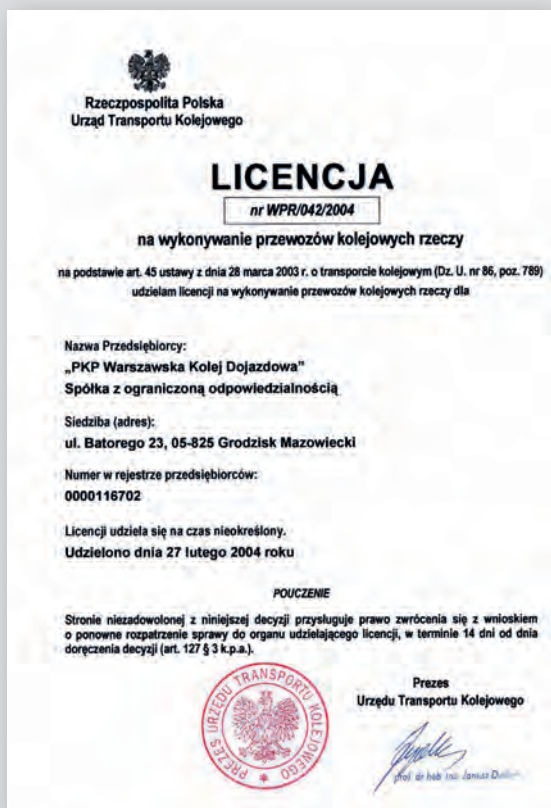 Rzeczpospolita Polska
Urząd Transportu Kolejowego
LICENCJA
nr WPR/042/2004
na wykonywanie przewozów kolejowych rzeczy
na podstawie art. 45 ustawy z dnia 28 marca 2003 r. o transporcie kolejowym (Dz. U. nr 86, poz. 789)
udzielam licencji na wykonywanie przewozów kolejowych rzeczy dla
Nazwa Przedsiębiorcy:
„PKP Warszawska Kolej Dojazdowa”
Spółka z ograniczoną odpowiedzialnością
Siedziba (adres):
ul. Batorego 23, 05-825 Grodzisk Mazowiecki
Numer w rejestrze przedsiębiorców:
0000116702
Licencji udziela się na czas nieokreślony.
Udzielono dnia 27 lutego 2004 roku
POUCZENIE
Stronie niezadowolonej z niniejszej decyzji przysługuje prawo zwrócenia się z wnioskiem
o ponowne rozpatrzenie sprawy do organu udzielającego licencji, w terminie 14 dni od dnia
doręczenia decyzji (art. 127 § 3 k.p.a.).
PREZES URZĘDU TRANSPORTU KOLEJOWEGO
Prezes
Urzędu Transportu Kolejowego
prof. dr hab. inż. Janusz